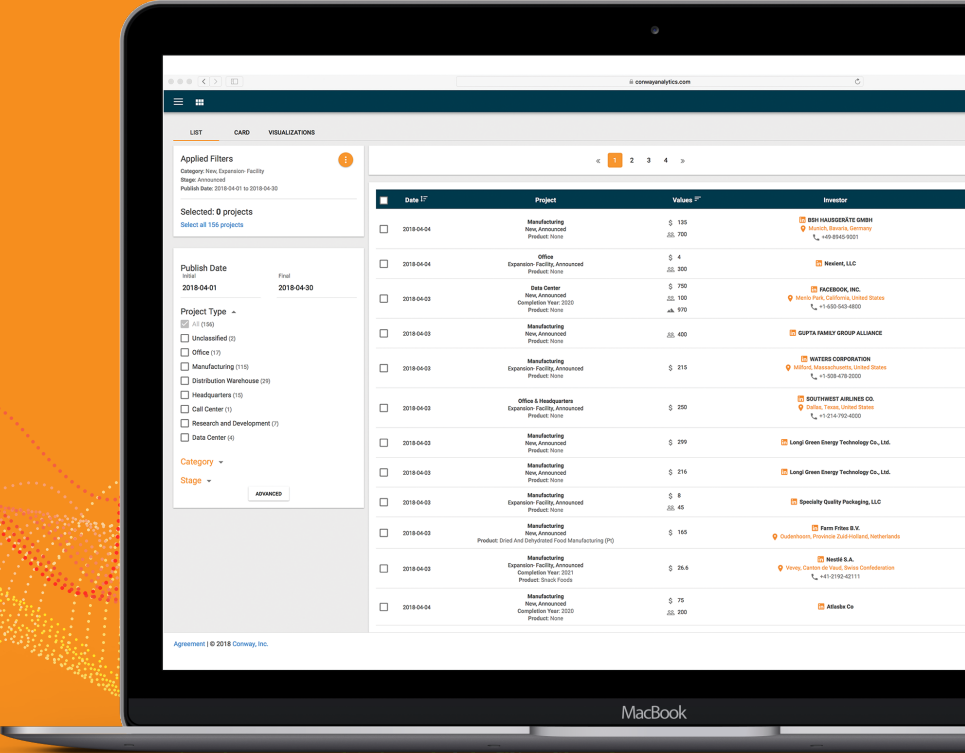 conwayanalytics.com
LIST CARD VISUALIZATIONS
Applied Filters
Category: New, Expansion- Facility
Stage: Announced
Publish Date: 2018-04-01 to 2018-04-30
Selected: 0 projects
Select all 156 projects
Publish Date
Initial Final
2018-04-01 2018-04-30
Project Type
All (156)
Unclassified (2)
Office (17)
Manufacturing (115)
Distribution Warehouse (29)
Headquarters (15)
Call Center (1)
Research and Development (7)
Data Center (4)
Category
Stage
ADVANCED
« 1 2 3 4 »
Date Project Values Investor
2018-04-04
Manufacturing
New, Announced
Product: None
$ 135
700
BSH HAUSGERÄTE GMBH
Munich, Bavaria, Germany
+49-8945-9001
2018-04-04
Office
Expansion- Facility, Announced
Product: None
$ 4
300
Nexient, LLC
2018-04-03
Data Center
New, Announced
Completion Year: 2020
Product: None
$ 750
100
970
FACEBOOK, INC.
Menlo Park, California, United States
+1-650-543-4800
2018-04-03
Manufacturing
New, Announced
Product: None
400
GUPTA FAMILY GROUP ALLIANCE
2018-04-03
Manufacturing
Expansion- Facility, Announced
Product: None
$ 215
WATERS CORPORATION
Milford, Massachusetts, United States
+1-508-478-2000
2018-04-03
Office & Headquarters
Expansion- Facility, Announced
Product: None
$ 250
SOUTHWEST AIRLINES CO.
Dallas, Texas, United States
+1-214-792-4000
2018-04-03
Manufacturing
New, Announced
Product: None
$ 299
Longi Green Energy Technology Co., Ltd.
2018-04-03
Manufacturing
New, Announced
Product: None
$ 216
Longi Green Energy Technology Co., Ltd.
2018-04-03
Manufacturing
Expansion- Facility, Announced
Product: None
$ 8
45
Specialty Quality Packaging, LLC
2018-04-03
Manufacturing
New, Announced
Product: Dried And Dehydrated Food Manufacturing (Pt)
$ 165
Farm Frites B.V.
Oudenhoorn, Provincie Zuid-Holland, Netherlands
2018-04-03
Manufacturing
Expansion- Facility, Announced
Completion Year: 2021
Product: Snack Foods
$ 26.6
Nestlé S.A.
Vevey, Canton de Vaud, Swiss Confederation
+41-2192-42111
2018-04-04
Manufacturing
New, Announced
Completion Year: 2020
Product: None
$ 75
200
Atlasbx Co
Agreement | © 2018 Conway, Inc.
MacBook